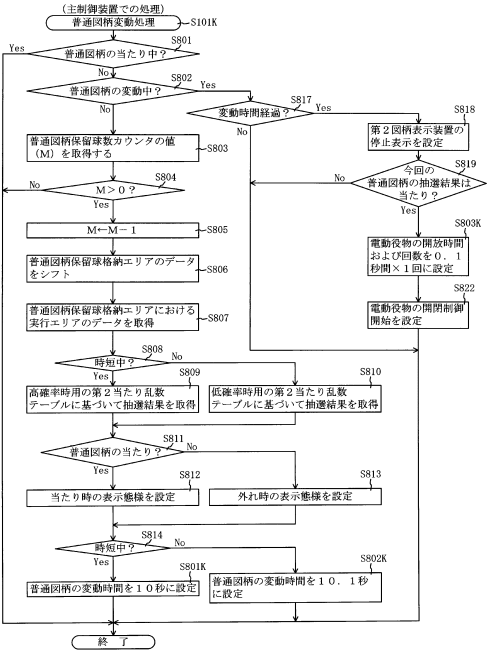 (主制御装置での処理)
普通図柄変動処理
S101K
S801
普通図柄の当たり中?
Yes
No
S802
普通図柄の変動中?
Yes
No
普通図柄保留球数カウンタの値
(M)を取得する
S803
S804
M>0?
No
Yes
M←M-1
S805
普通図柄保留球格納エリアのデータ
をシフト
S806
普通図柄保留球格納エリアにおける
実行エリアのデータを取得
S807
S808
時短中?
No
Yes
S809
高確率時用の第2当たり乱数
テーブルに基づいて抽選結果を取得
S810
低確率時用の第2当たり乱数
テーブルに基づいて抽選結果を取得
S811
普通図柄の当たり?
No
Yes
S812
当たり時の表示態様を設定
S813
外れ時の表示態様を設定
S814
時短中?
No
Yes
S801K
普通図柄の変動時間を10秒に設定
S802K
普通図柄の変動時間を10.1秒
に設定
S817
変動時間経過?
Yes
No
S818
第2図柄表示装置の
停止表示を設定
S819
今回の
普通図柄の抽選結果は
当たり?
No
Yes
S803K
電動役物の開放時間
および回数を0.1
秒間×1回に設定
S822
電動役物の開閉制御
開始を設定
終了